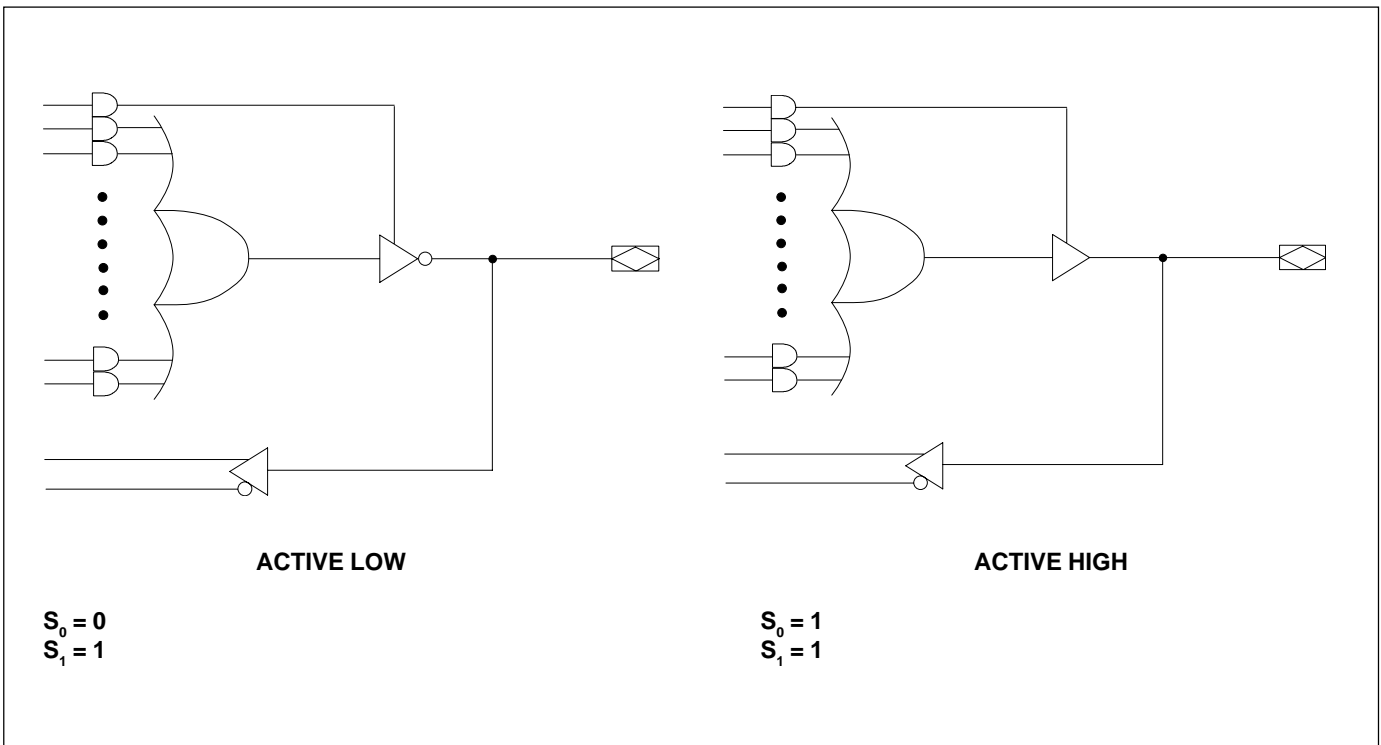 ACTIVE LOW
ACTIVE HIGH
S₀ = 0
S₁ = 1
S₀ = 1
S₁ = 1